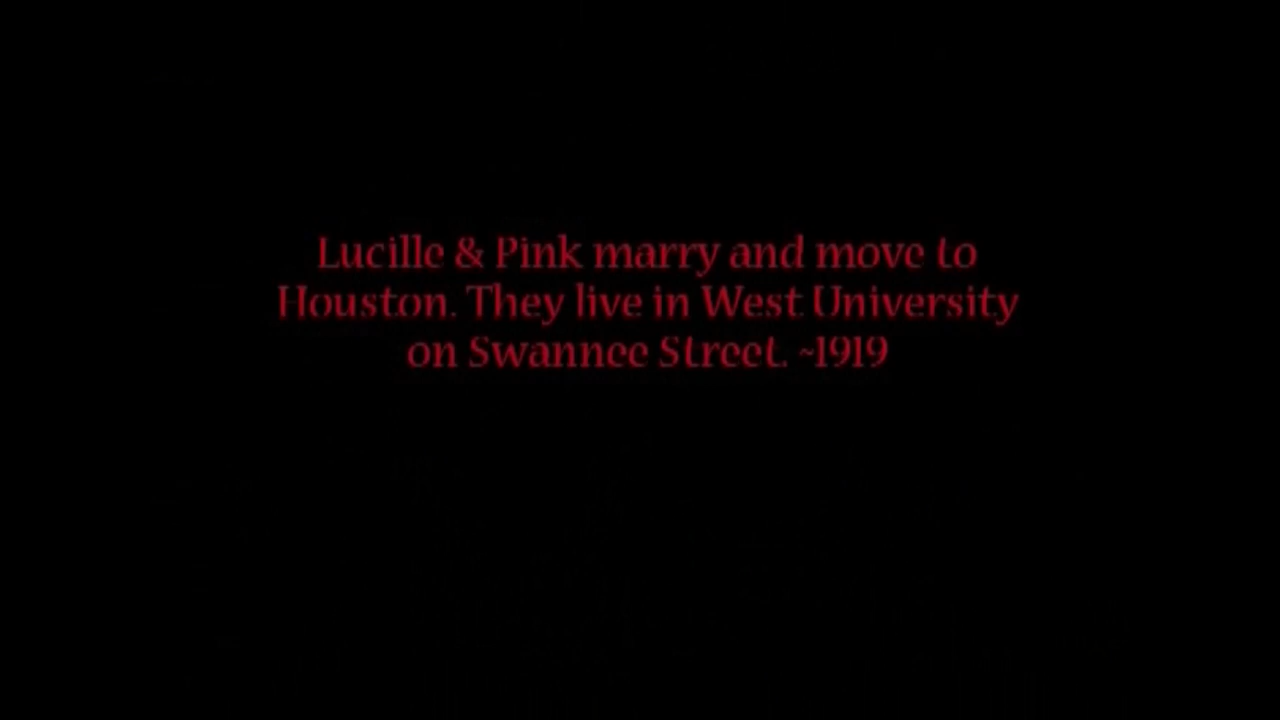 Lucille & Pink marry and move to
Houston. They live in West University
on Swannee Street. ~1919